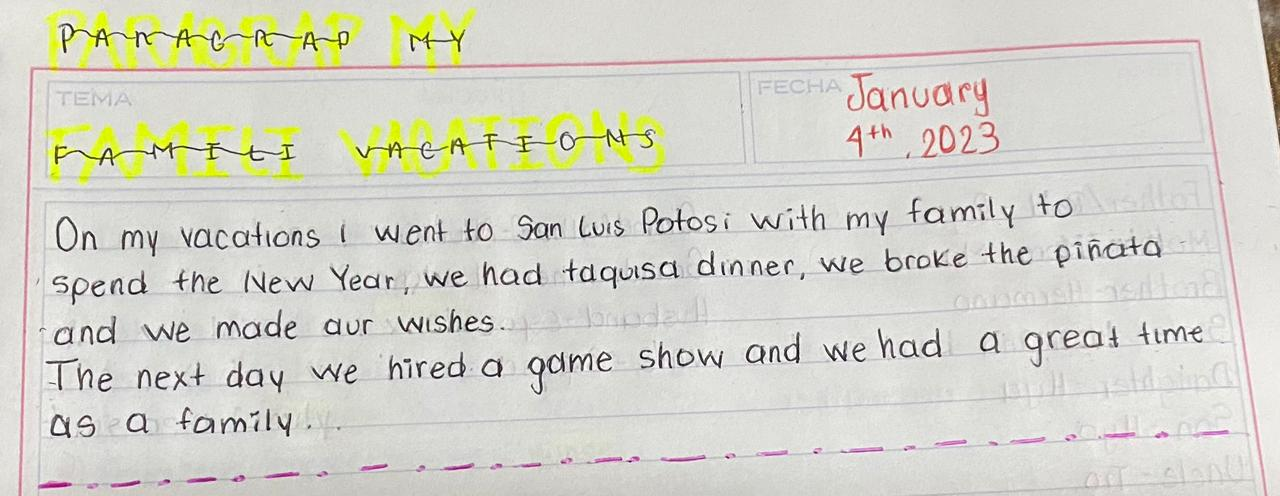 PARAGRAP MY
TEMA
FECHA January
FAMILI VACATIONS
4th, 2023
On my vacations I went to San Luis Potosi with my family to
spend the New Year, we had taquisa dinner, we broke the piñata
and we made aur wishes.
The next day we hired a game show and we had a great time
as a family.